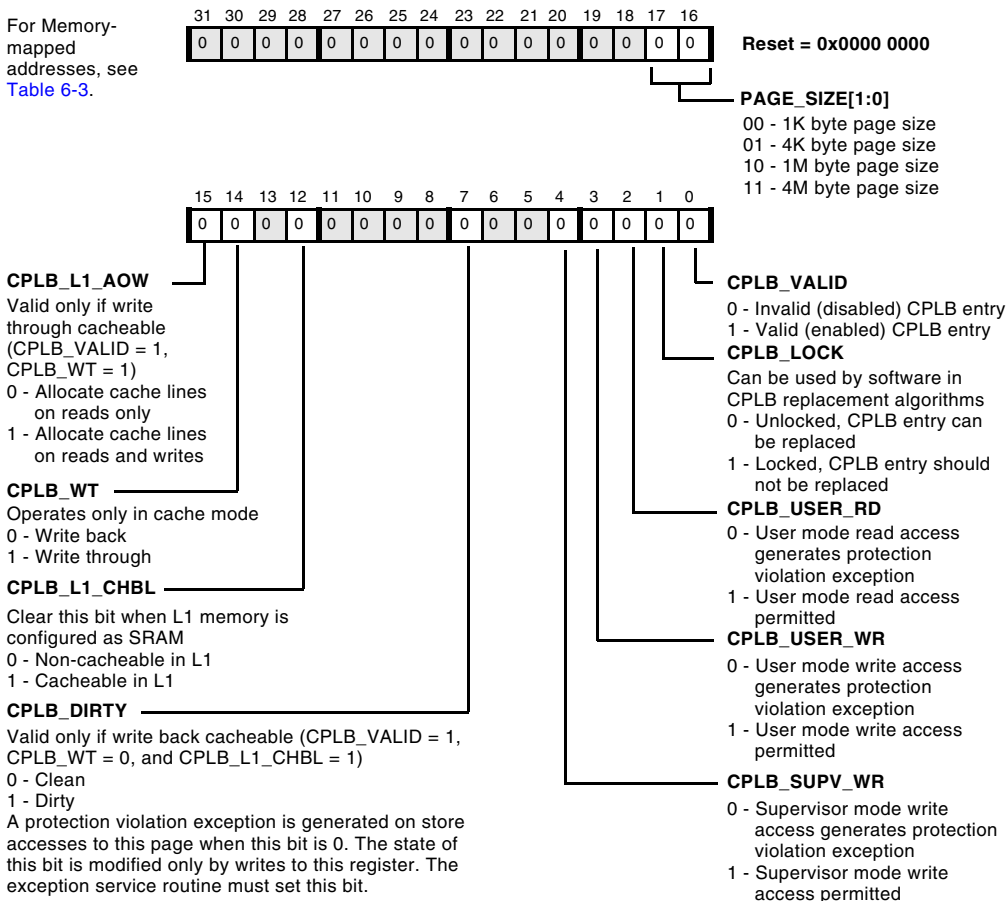 For Memory-
mapped
addresses, see
Table 6-3.
31 30 29 28 27 26 25 24 23 22 21 20 19 18 17 16
0 0 0 0 0 0 0 0 0 0 0 0 0 0 0 0
Reset = 0x0000 0000
PAGE_SIZE[1:0]
00 - 1K byte page size
01 - 4K byte page size
10 - 1M byte page size
11 - 4M byte page size
15 14 13 12 11 10 9 8 7 6 5 4 3 2 1 0
0 0 0 0 0 0 0 0 0 0 0 0 0 0 0 0
CPLB_L1_AOW
Valid only if write
through cacheable
(CPLB_VALID = 1,
CPLB_WT = 1)
0 - Allocate cache lines
on reads only
1 - Allocate cache lines
on reads and writes
CPLB_WT
Operates only in cache mode
0 - Write back
1 - Write through
CPLB_L1_CHBL
Clear this bit when L1 memory is
configured as SRAM
0 - Non-cacheable in L1
1 - Cacheable in L1
CPLB_DIRTY
Valid only if write back cacheable (CPLB_VALID = 1,
CPLB_WT = 0, and CPLB_L1_CHBL = 1)
0 - Clean
1 - Dirty
A protection violation exception is generated on store
accesses to this page when this bit is 0. The state of
this bit is modified only by writes to this register. The
exception service routine must set this bit.
CPLB_VALID
0 - Invalid (disabled) CPLB entry
1 - Valid (enabled) CPLB entry
CPLB_LOCK
Can be used by software in
CPLB replacement algorithms
0 - Unlocked, CPLB entry can
be replaced
1 - Locked, CPLB entry should
not be replaced
CPLB_USER_RD
0 - User mode read access
generates protection
violation exception
1 - User mode read access
permitted
CPLB_USER_WR
0 - User mode write access
generates protection
violation exception
1 - User mode write access
permitted
CPLB_SUPV_WR
0 - Supervisor mode write
access generates protection
violation exception
1 - Supervisor mode write
access permitted